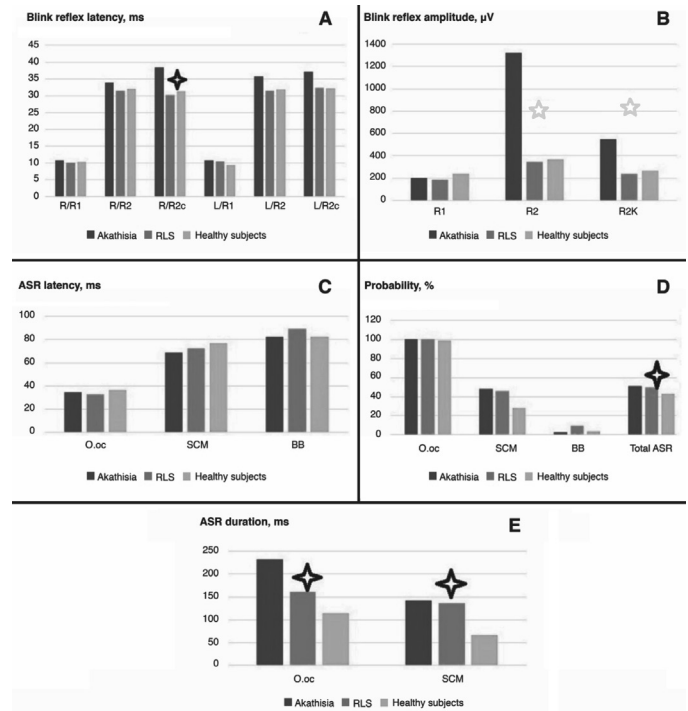 Blink reflex latency, ms
A
45
40
35
30
25
20
15
10
5
0
R/R1 R/R2 R/R2c L/R1 L/R2 L/R2c
Akathisia RLS Healthy subjects
Blink reflex amplitude, µV
B
1400
1200
1000
800
600
400
200
0
R1 R2 R2K
Akathisia RLS Healthy subjects
ASR latency, ms
C
100
80
60
40
20
0
O.oc SCM BB
Akathisia RLS Healthy subjects
Probability, %
D
120
100
80
60
40
20
0
O.oc SCM BB Total ASR
Akathisia RLS Healthy subjects
ASR duration, ms
E
250
200
150
100
50
0
O.oc SCM
Akathisia RLS Healthy subjects